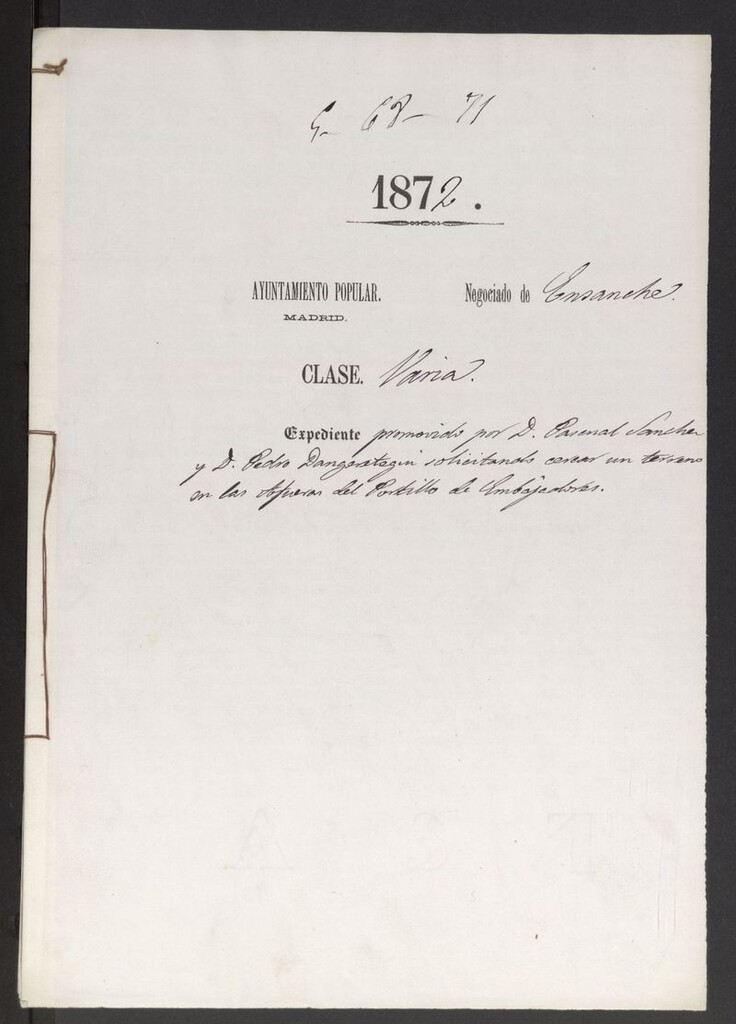 5- 68- 71
1872.
AYUNTAMIENTO POPULAR.
MADRID.
Negociado de Ensanche.
CLASE. Varia.
Expediente promovido por D. Pascual Sanchez
y D. Pedro solicitando cercar un terreno
en las Afueras del Portillo de Embajadores.